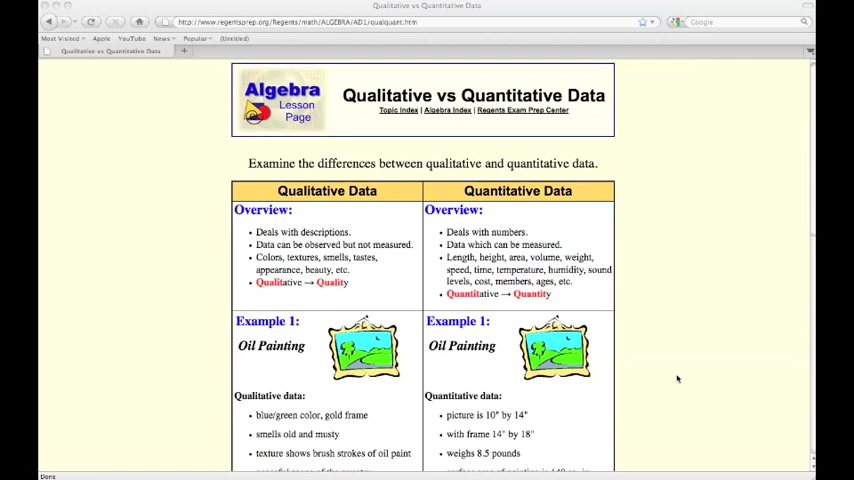 Qualitative vs Quantitative Data
http://www.regentsprep.org/Regents/math/ALGEBRA/AD1/qualquant.htm
Google
Most Visited
Apple
YouTube
News
Popular
(Untitled)
Qualitative vs Quantitative Data
Algebra
Lesson
Page
Qualitative vs Quantitative Data
Topic Index | Algebra Index | Regents Exam Prep Center
Examine the differences between qualitative and quantitative data.
Qualitative Data
Overview:
• Deals with descriptions.
• Data can be observed but not measured.
• Colors, textures, smells, tastes,
appearance, beauty, etc.
• Qualitative → Quality
Quantitative Data
Overview:
• Deals with numbers.
• Data which can be measured.
• Length, height, area, volume, weight,
speed, time, temperature, humidity, sound
levels, cost, members, ages, etc.
• Quantitative → Quantity
Example 1:
Oil Painting
Qualitative data:
• blue/green color, gold frame
• smells old and musty
• texture shows brush strokes of oil paint
Example 1:
Oil Painting
Quantitative data:
• picture is 10" by 14"
• with frame 14" by 18"
• weighs 8.5 pounds
Done